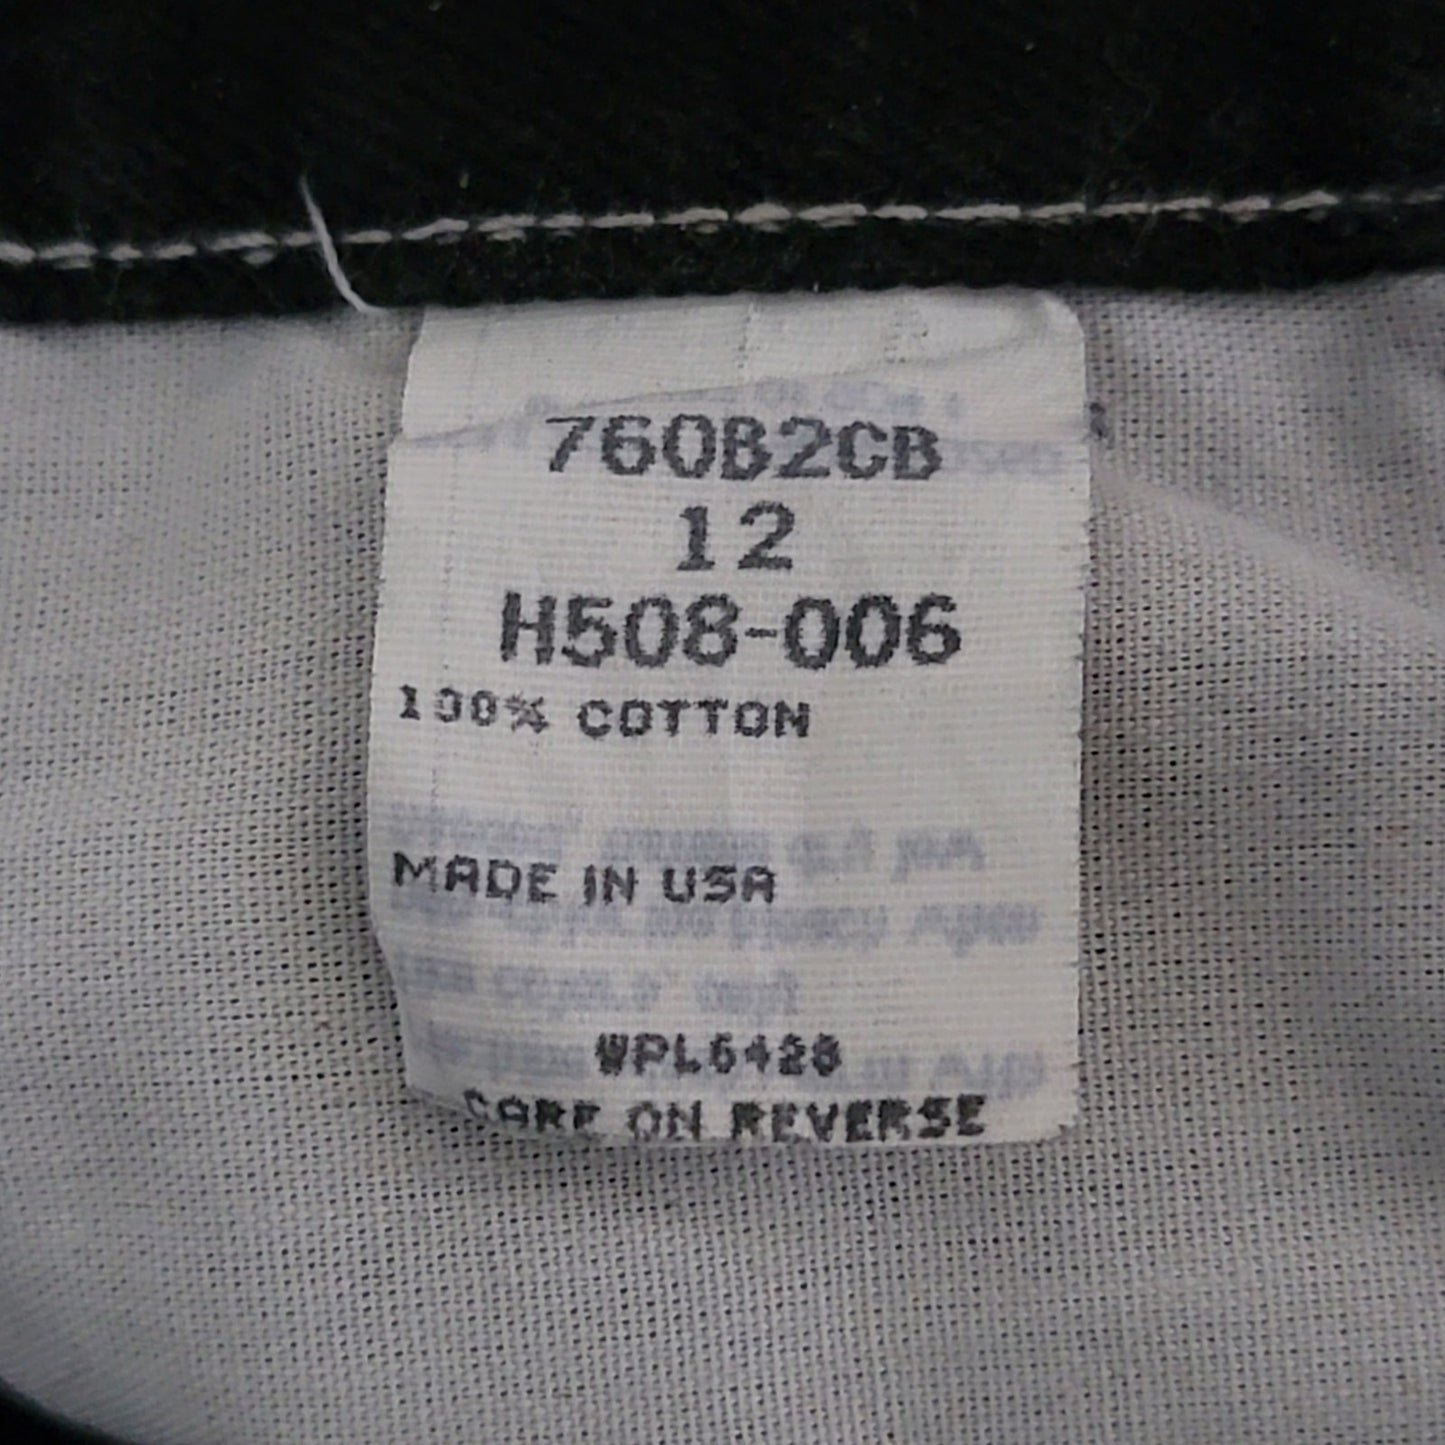 760B2CB
12
H508-006
100% COTTON
MADE IN USA
WPL6428
CARE ON REVERSE